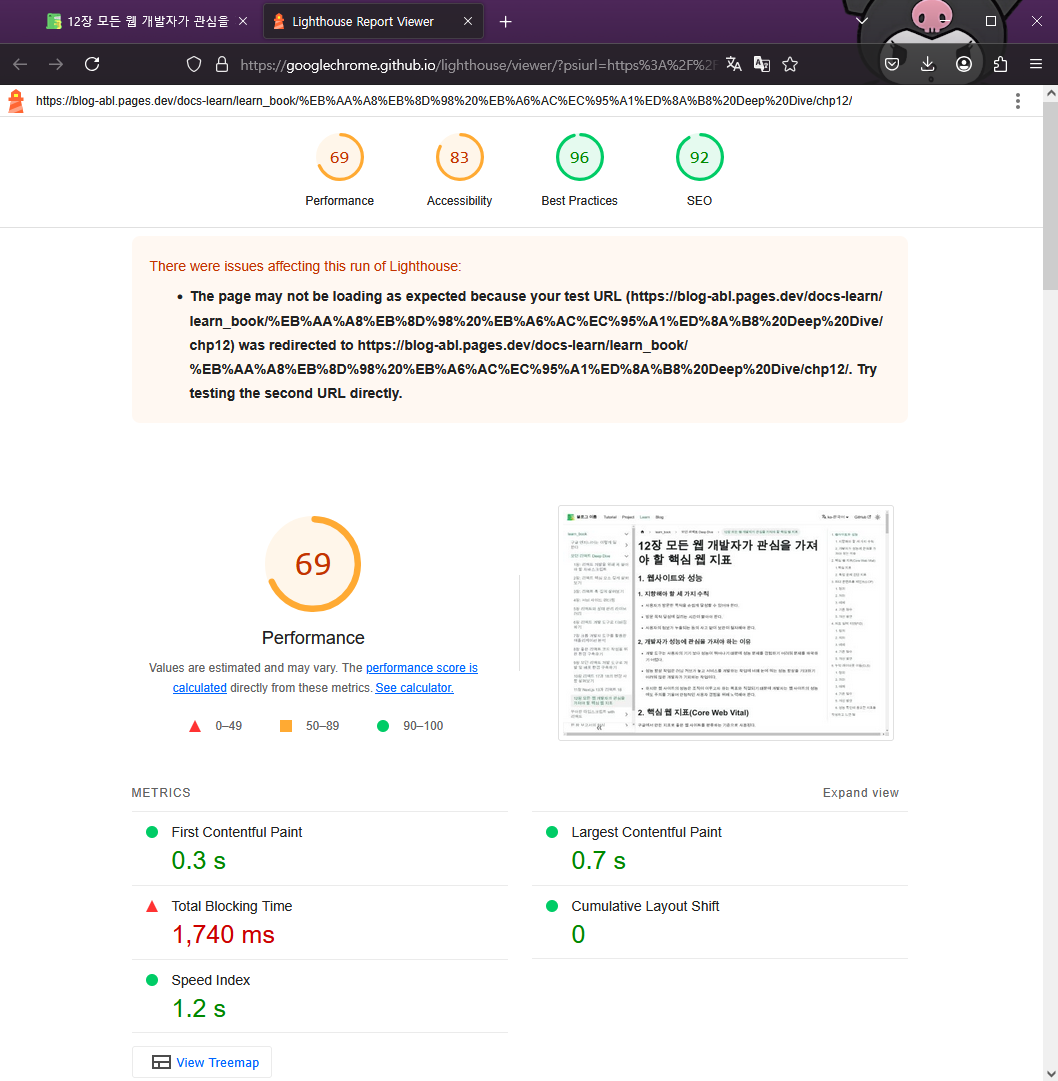 12장 모든 웹 개발자가 관심을
Lighthouse Report Viewer
https://googlechrome.github.io/lighthouse/viewer/?psiurl=https%3A%2F%2F
https://blog-abl.pages.dev/docs-learn/learn_book/%EB%AA%A8%EB%8D%98%20%EB%A6%AC%EC%95%A1%ED%8A%B8%20Deep%20Dive/chp12/
69 83 96 92
Performance Accessibility Best Practices SEO
There were issues affecting this run of Lighthouse:
• The page may not be loading as expected because your test URL (https://blog-abl.pages.dev/docs-learn/
learn_book/%EB%AA%A8%EB%8D%98%20%EB%A6%AC%EC%95%A1%ED%8A%B8%20Deep%20Dive/
chp12) was redirected to https://blog-abl.pages.dev/docs-learn/learn_book/
%EB%AA%A8%EB%8D%98%20%EB%A6%AC%EC%95%A1%ED%8A%B8%20Deep%20Dive/chp12/. Try
testing the second URL directly.
69
Performance
Values are estimated and may vary. The performance score is
calculated directly from these metrics. See calculator.
0–49 50–89 90–100
Tutorial Project Learn Blog
12장 모든 웹 개발자가 관심을 가져
야 할 핵심 웹 지표
1. 웹사이트와 성능
1. 지향해야 할 세 가지 수칙
2. 개발자가 성능에 관심을 가져야 하는 이유
2. 핵심 웹 지표(Core Web Vital)
METRICS
Expand view
First Contentful Paint
0.3 s
Largest Contentful Paint
0.7 s
Total Blocking Time
1,740 ms
Cumulative Layout Shift
0
Speed Index
1.2 s
View Treemap